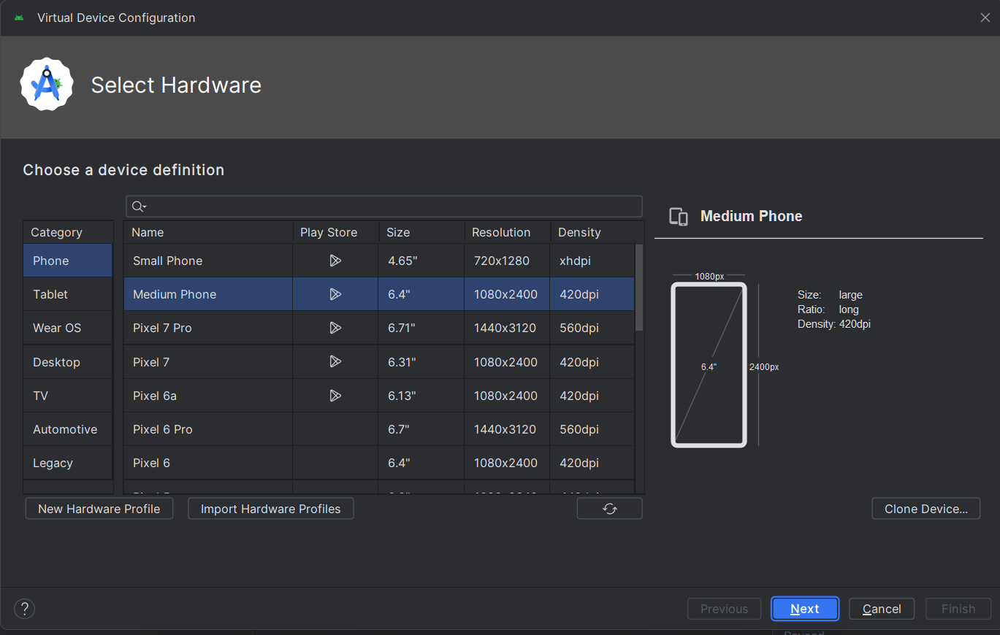 Virtual Device Configuration
Select Hardware
Choose a device definition
Category
Phone
Tablet
Wear OS
Desktop
TV
Automotive
Legacy
Name Play Store Size Resolution Density
Small Phone 4.65" 720x1280 xhdpi
Medium Phone 6.4" 1080x2400 420dpi
Pixel 7 Pro 6.71" 1440x3120 560dpi
Pixel 7 6.31" 1080x2400 420dpi
Pixel 6a 6.13" 1080x2400 420dpi
Pixel 6 Pro 6.7" 1440x3120 560dpi
Pixel 6 6.4" 1080x2400 420dpi
Medium Phone
1080px
6.4"
2400px
Size: large
Ratio: long
Density: 420dpi
New Hardware Profile Import Hardware Profiles Clone Device...
? Previous Next Cancel Finish